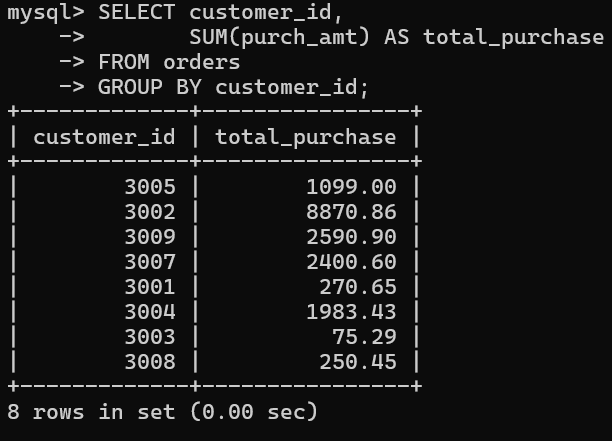 mysql> SELECT customer_id,
    ->        SUM(purch_amt) AS total_purchase
    -> FROM orders
    -> GROUP BY customer_id;
+-------------+----------------+
| customer_id | total_purchase |
+-------------+----------------+
|        3005 |        1099.00 |
|        3002 |        8870.86 |
|        3009 |        2590.90 |
|        3007 |        2400.60 |
|        3001 |         270.65 |
|        3004 |        1983.43 |
|        3003 |          75.29 |
|        3008 |         250.45 |
+-------------+----------------+
8 rows in set (0.00 sec)